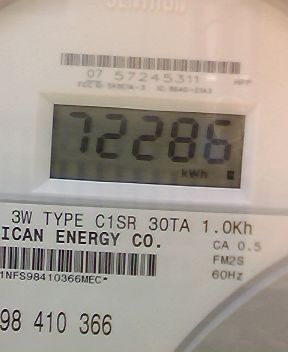 CENTRON
07 57245311
72286
kWh
3W TYPE C1SR 30TA 1.0Kh
ICAN ENERGY CO.
CA 0.5
FM2S
60Hz
1NFS98410366MEC*
98 410 366